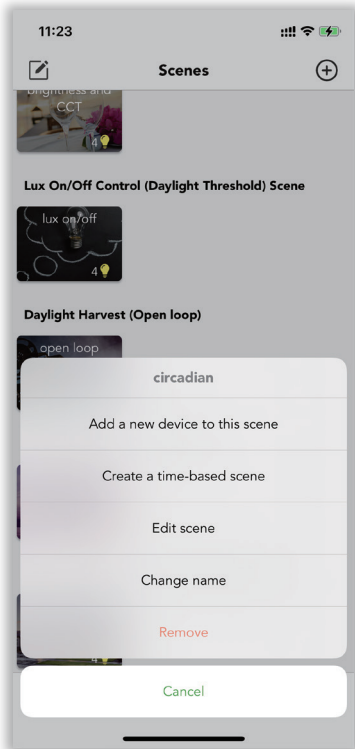 11:23
Scenes
brightness and
CCT
4
Lux On/Off Control (Daylight Threshold) Scene
lux on/off
4
Daylight Harvest (Open loop)
open loop
circadian
Add a new device to this scene
Create a time-based scene
Edit scene
Change name
Remove
4
Cancel